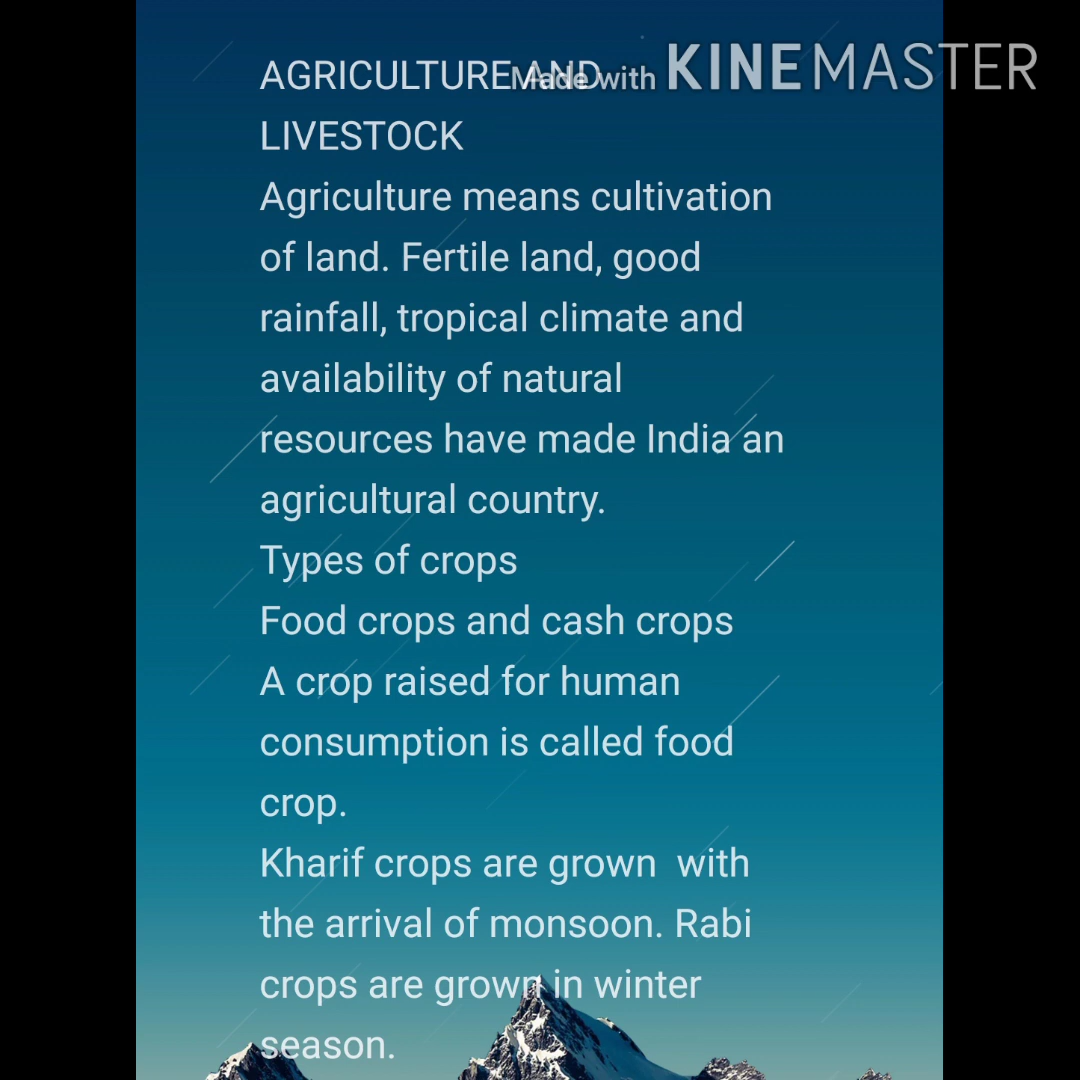 Made with KINEMASTER
AGRICULTURE AND
LIVESTOCK
Agriculture means cultivation
of land. Fertile land, good
rainfall, tropical climate and
availability of natural
resources have made India an
agricultural country.
Types of crops
Food crops and cash crops
A crop raised for human
consumption is called food
crop.
Kharif crops are grown  with
the arrival of monsoon. Rabi
crops are grown in winter
season.